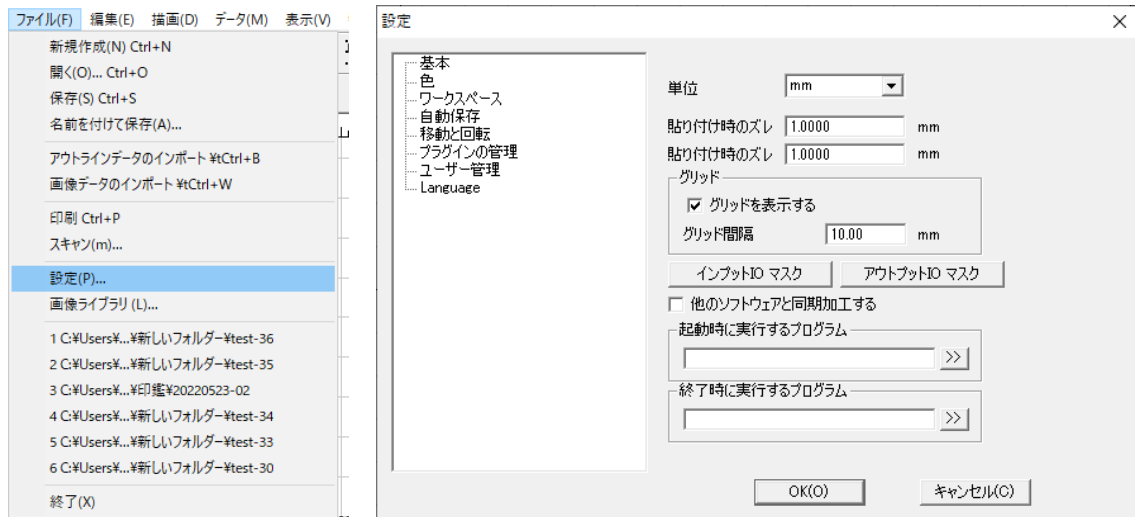 ファイル(F) 編集(E) 描画(D) データ(M) 表示(V)
新規作成(N) Ctrl+N
開く(O)... Ctrl+O
保存(S) Ctrl+S
名前を付けて保存(A)...
アウトラインデータのインポート ¥tCtrl+B
画像データのインポート ¥tCtrl+W
印刷 Ctrl+P
スキャン(m)...
設定(P)...
画像ライブラリ (L)...
1 C:¥Users¥...¥新しいフォルダー¥test-36
2 C:¥Users¥...¥新しいフォルダー¥test-35
3 C:¥Users¥...¥印鑑¥20220523-02
4 C:¥Users¥...¥新しいフォルダー¥test-34
5 C:¥Users¥...¥新しいフォルダー¥test-33
6 C:¥Users¥...¥新しいフォルダー¥test-30
終了(X)
設定
基本
色
ワークスペース
自動保存
移動と回転
プラグインの管理
ユーザー管理
Language
単位 mm
貼り付け時のズレ 1.0000 mm
貼り付け時のズレ 1.0000 mm
グリッド
グリッドを表示する
グリッド間隔 10.00 mm
インプットIO マスク アウトプットIO マスク
他のソフトウェアと同期加工する
起動時に実行するプログラム
>>
終了時に実行するプログラム
>>
OK(O) キャンセル(C)